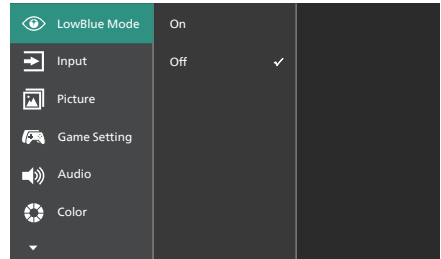 LowBlue Mode
On
Input
Off
Picture
Game Setting
Audio
Color